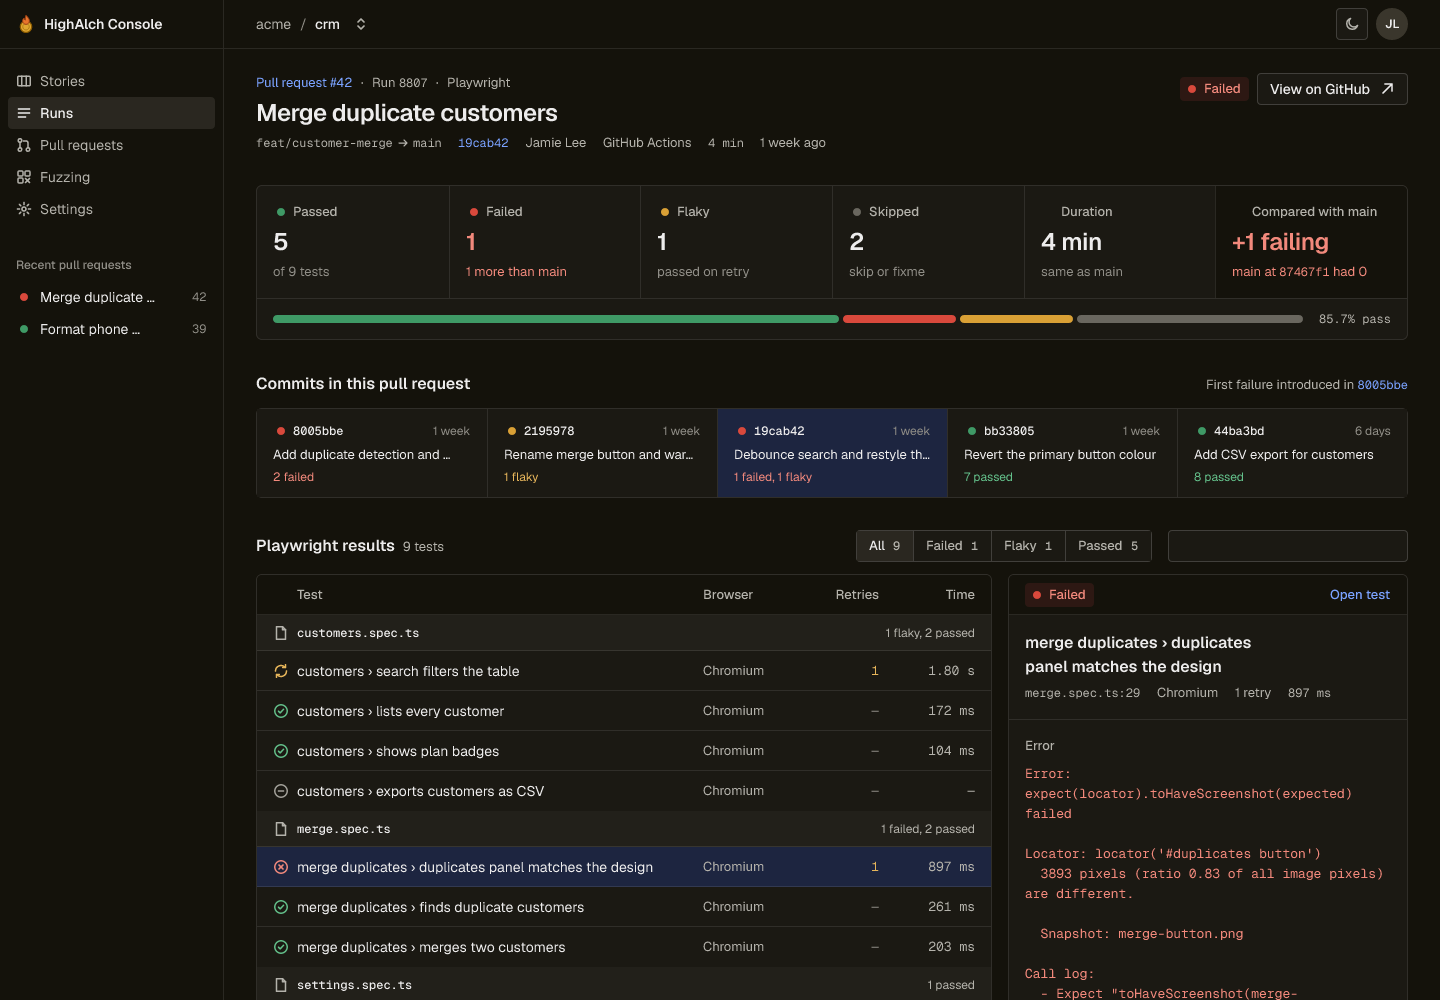 HighAlch Console
acme / crm
JL
Stories
Runs
Pull requests
Fuzzing
Settings
Recent pull requests
Merge duplicate ... 42
Format phone ... 39
Pull request #42 · Run 8807 · Playwright
Merge duplicate customers
feat/customer-merge → main 19cab42 Jamie Lee GitHub Actions 4 min 1 week ago
Failed
View on GitHub
Passed
5
of 9 tests
Failed
1
1 more than main
Flaky
1
passed on retry
Skipped
2
skip or fixme
Duration
4 min
same as main
Compared with main
+1 failing
main at 87467f1 had 0
85.7% pass
Commits in this pull request
First failure introduced in 8005bbe
8005bbe 1 week
Add duplicate detection and ...
2 failed
2195978 1 week
Rename merge button and war...
1 flaky
19cab42 1 week
Debounce search and restyle th...
1 failed, 1 flaky
bb33805 1 week
Revert the primary button colour
7 passed
44ba3bd 6 days
Add CSV export for customers
8 passed
Playwright results 9 tests
All 9
Failed 1
Flaky 1
Passed 5
Test Browser Retries Time
customers.spec.ts 1 flaky, 2 passed
customers › search filters the table Chromium 1 1.80 s
customers › lists every customer Chromium – 172 ms
customers › shows plan badges Chromium – 104 ms
customers › exports customers as CSV Chromium – –
merge.spec.ts 1 failed, 2 passed
merge duplicates › duplicates panel matches the design Chromium 1 897 ms
merge duplicates › finds duplicate customers Chromium – 261 ms
merge duplicates › merges two customers Chromium – 203 ms
settings.spec.ts 1 passed
Failed
Open test
merge duplicates › duplicates
panel matches the design
merge.spec.ts:29 Chromium 1 retry 897 ms
Error
Error:
expect(locator).toHaveScreenshot(expected)
failed
Locator: locator('#duplicates button')
3893 pixels (ratio 0.83 of all image pixels)
are different.
Snapshot: merge-button.png
Call log:
- Expect "toHaveScreenshot(merge-